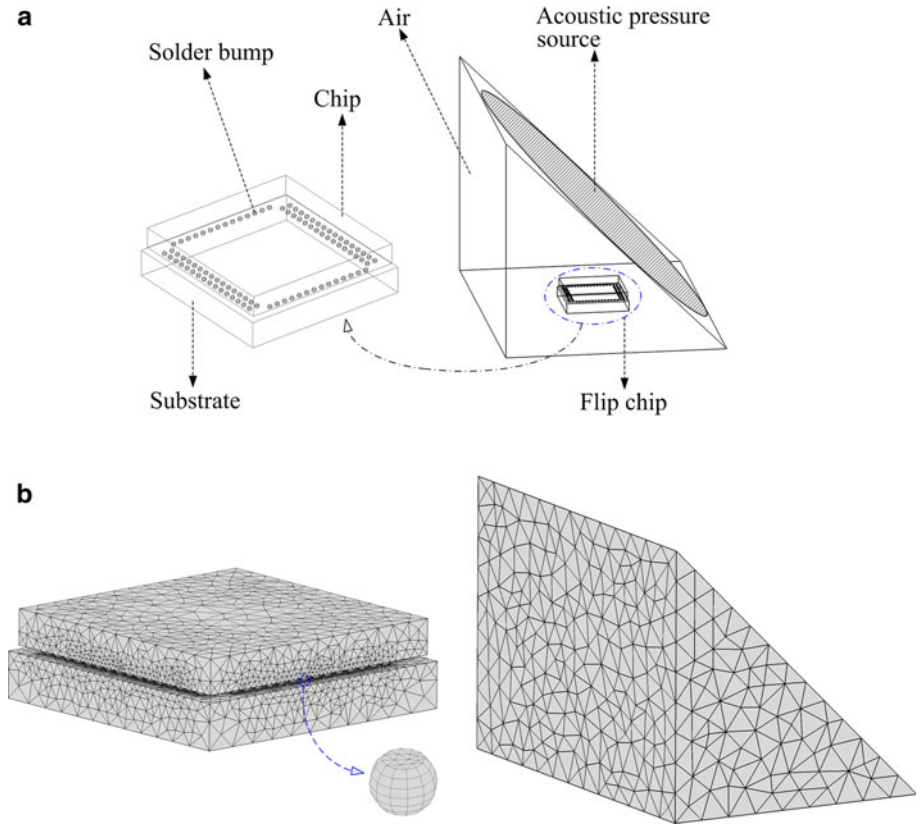 a
Air
Acoustic pressure
source
Solder bump
Chip
Substrate
Flip chip
b